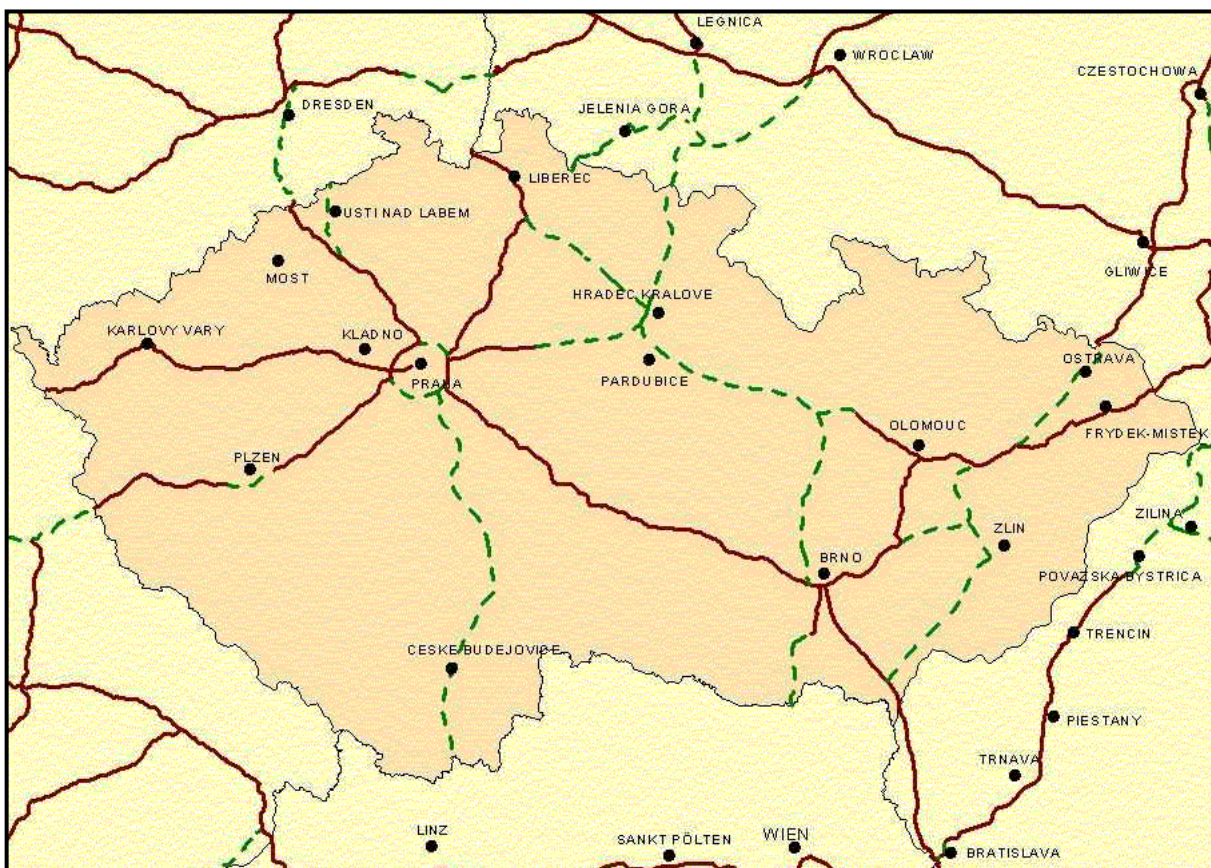 LEGNICA
WROCLAW
CZESTOCHOWA
DRESDEN
JELENIA GORA
LIBEREC
USTI NAD LABEM
GLIWICE
MOST
HRADEC KRALOVE
KARLOVY VARY
KLADNO
OSTRAVA
PRAHA
PARDUBICE
OLOMOUC
FRYDEK-MISTEK
PLZEN
ZILINA
ZLIN
BRNO
POVAZSKA BYSTRICA
TRENCIN
CESKE BUDEJOVICE
PIESTANY
TRNAVA
LINZ
SANKT PÖLTEN
WIEN
BRATISLAVA